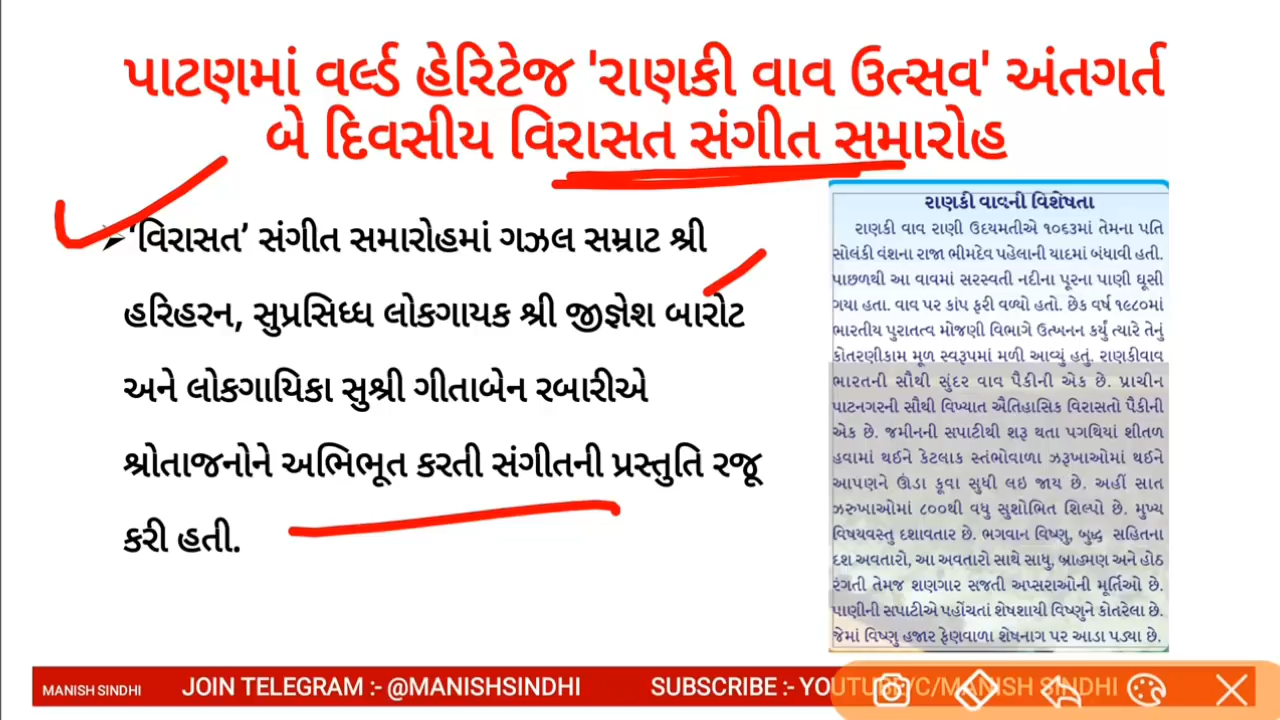 પાટણમાં વર્લ્ડ હેરિટેજ 'રાણકી વાવ ઉત્સવ' અંતગર્ત
બે દિવસીય વિરાસત સંગીત સમારોહ
'વિરાસત' સંગીત સમારોહમાં ગઝલ સમ્રાટ શ્રી
હરિહરન, સુપ્રસિધ્ધ લોકગાયક શ્રી જીજ્ઞેશ બારોટ
અને લોકગાયિકા સુશ્રી ગીતાબેન રબારીએ
શ્રોતાજનોને અભિભૂત કરતી સંગીતની પ્રસ્તુતિ રજૂ
કરી હતી.
રાણકી વાવની વિશેષતા
રાણકી વાવ રાણી ઉદયમતીએ ૧૦૬૩માં તેમના પતિ
સોલંકી વંશના રાજા ભીમદેવ પહેલાની યાદમાં બંધાવી હતી.
પાછળથી આ વાવમાં સરસ્વતી નદીના પૂરના પાણી ઘૂસી
ગયા હતા. વાવ પર કાંપ ફરી વળ્યો હતો. છેક વર્ષ ૧૯૮૦માં
ભારતીય પુરાતત્વ મોજણી વિભાગે ઉત્ખનન કર્યું ત્યારે તેનું
કોતરણીકામ મૂળ સ્વરૂપમાં મળી આવ્યું હતું. રાણકીવાવ
ભારતની સૌથી સુંદર વાવ પૈકીની એક છે. પ્રાચીન
પાટનગરની સૌથી વિખ્યાત ઐતિહાસિક વિરાસતો પૈકીની
એક છે. જમીનની સપાટીથી શરૂ થતા પગથિયાં શીતળ
હવામાં થઈને કેટલાક સ્તંભોવાળા ઝરૂખાઓમાં થઈને
આપણને ઊંડા કૂવા સુધી લઇ જાય છે. અહીં સાત
ઝરુખાઓમાં ૮૦૦થી વધુ સુશોભિત શિલ્પો છે. મુખ્ય
વિષયવસ્તુ દશાવતાર છે. ભગવાન વિષ્ણુ, બુદ્ધ સહિતના
દશ અવતારો, આ અવતારો સાથે સાધુ, બ્રાહ્મણ અને હોઠ
રંગતી તેમજ શણગાર સજતી અપ્સરાઓની મૂર્તિઓ છે.
પાણીની સપાટીએ પહોંચતાં શેષશાયી વિષ્ણુને કોતરેલા છે.
જેમાં વિષ્ણુ હજાર ફેણવાળા શેષનાગ પર આડા પડ્યા છે.
MANISH SINDHI JOIN TELEGRAM :- @MANISHSINDHI SUBSCRIBE :- YOUTUBE/C/MANISH SINDHI